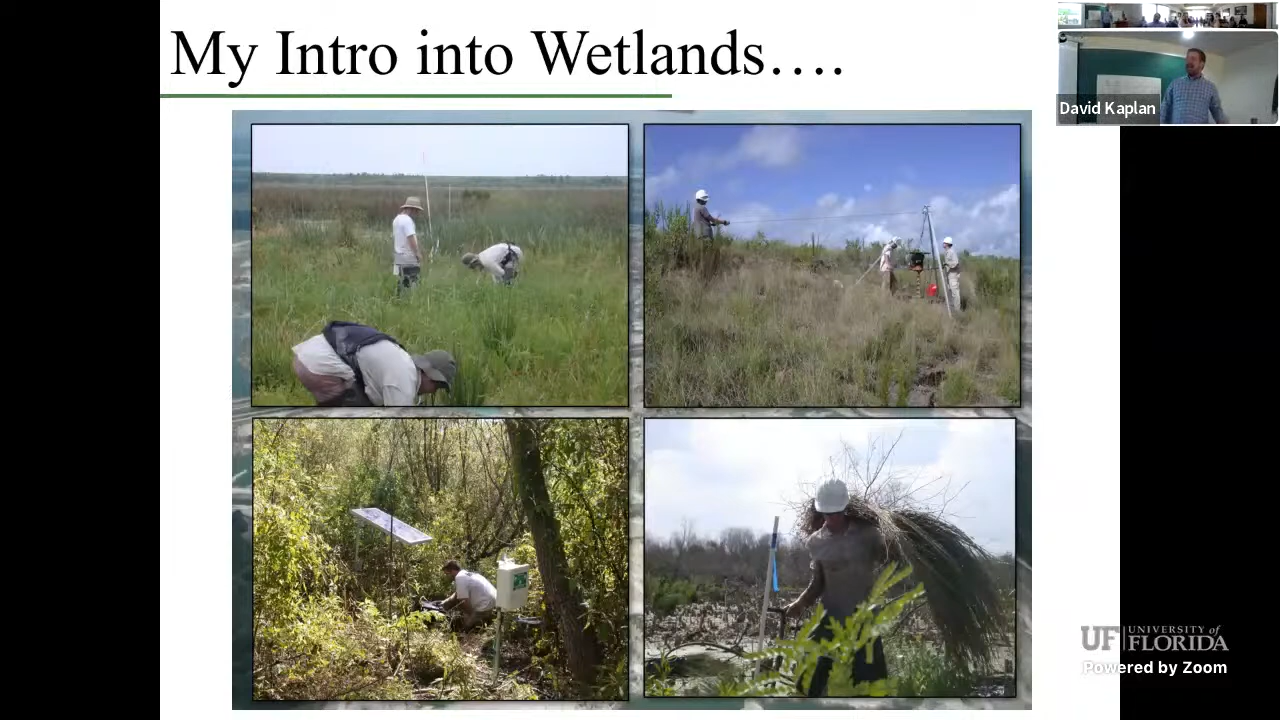 My Intro into Wetlands….
David Kaplan
UF UNIVERSITY of
FLORIDA
Powered by Zoom